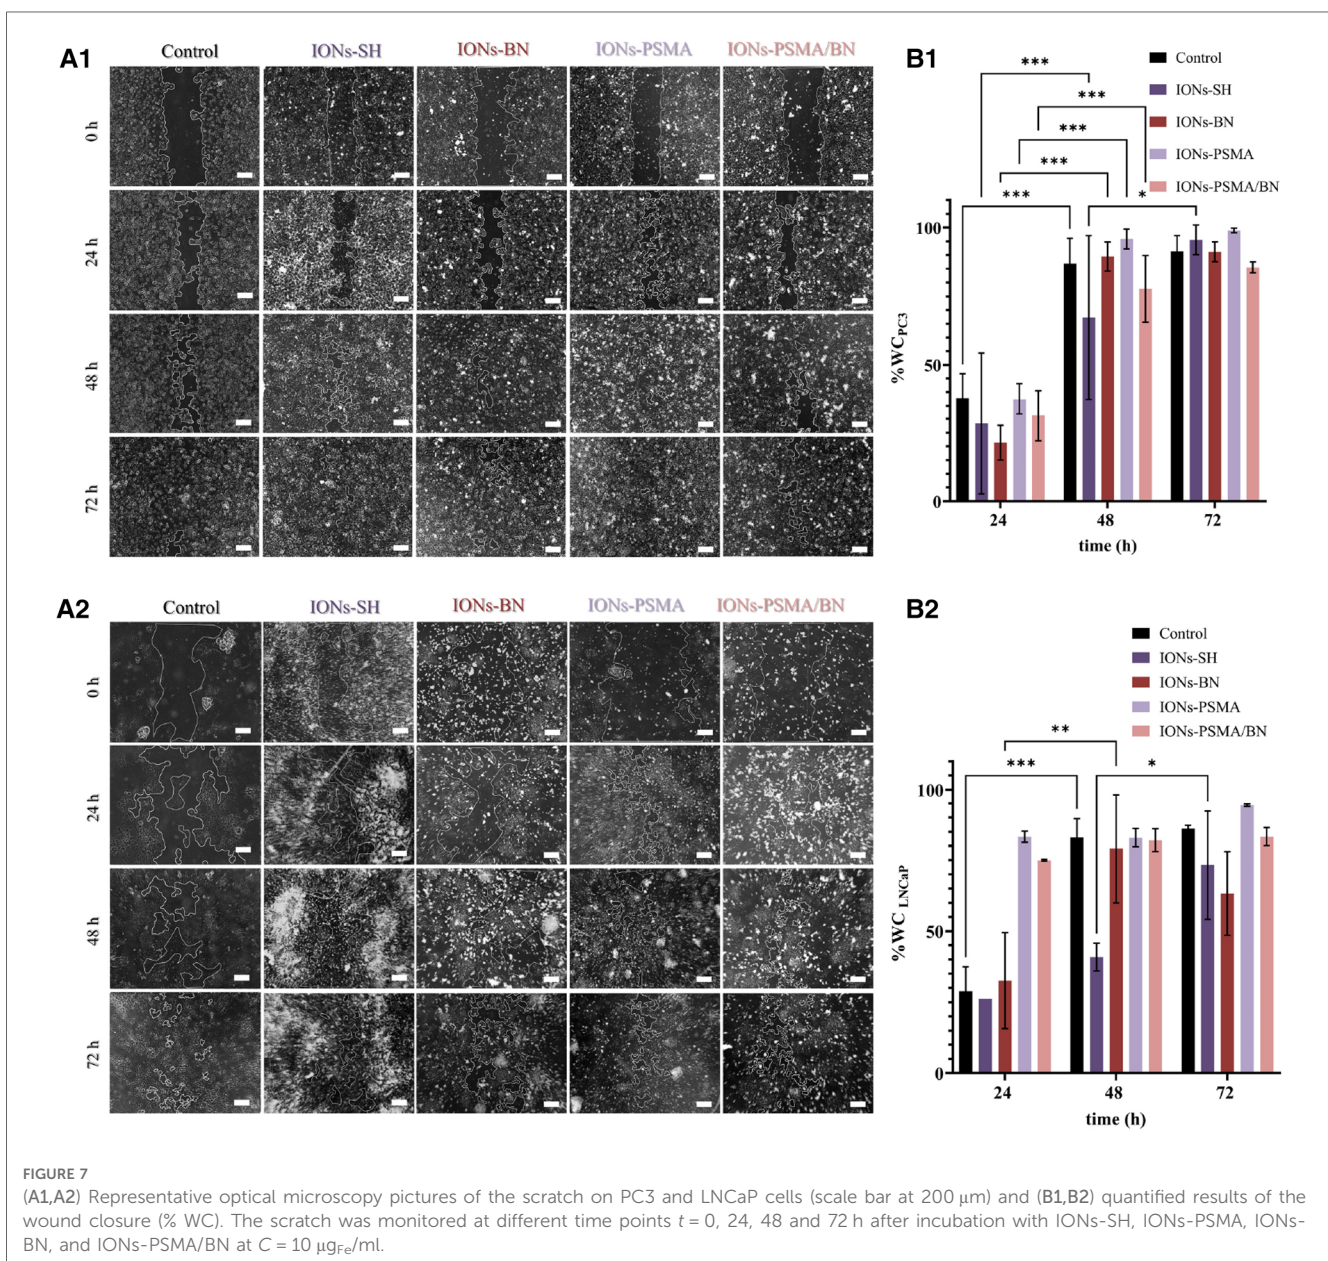 A1
Control IONs-SH IONs-BN IONs-PSMA IONs-PSMA/BN
0 h
24 h
48 h
72 h
B1
Control
IONs-SH
IONs-BN
IONs-PSMA
IONs-PSMA/BN
***
***
***
***
***
*
%WCPC3
100
50
0
24 48 72
time (h)
A2
Control IONs-SH IONs-BN IONs-PSMA IONs-PSMA/BN
0 h
24 h
48 h
72 h
B2
Control
IONs-SH
IONs-BN
IONs-PSMA
IONs-PSMA/BN
**
***
*
%WC LNCaP
100
50
0
24 48 72
time (h)
FIGURE 7
(A1,A2) Representative optical microscopy pictures of the scratch on PC3 and LNCaP cells (scale bar at 200 μm) and (B1,B2) quantified results of the
wound closure (% WC). The scratch was monitored at different time points t = 0, 24, 48 and 72 h after incubation with IONs-SH, IONs-PSMA, IONs-
BN, and IONs-PSMA/BN at C = 10 μgFe/ml.